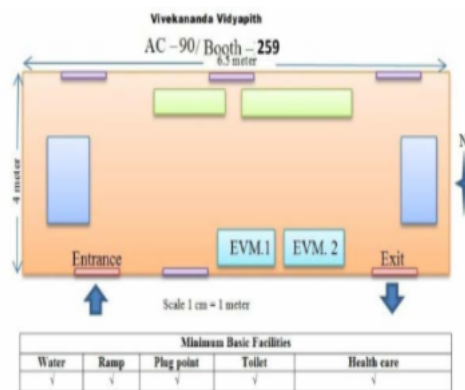 Vivekananda Vidyapith
AC – 90/ Booth – 259
6.5 meter
4 meter
N
EVM.1 EVM. 2
Entrance Exit
Scale 1 cm = 1 meter
Minimum Basic Facilities
Water Ramp Plug point Toilet Health care
√ √ √ √ √